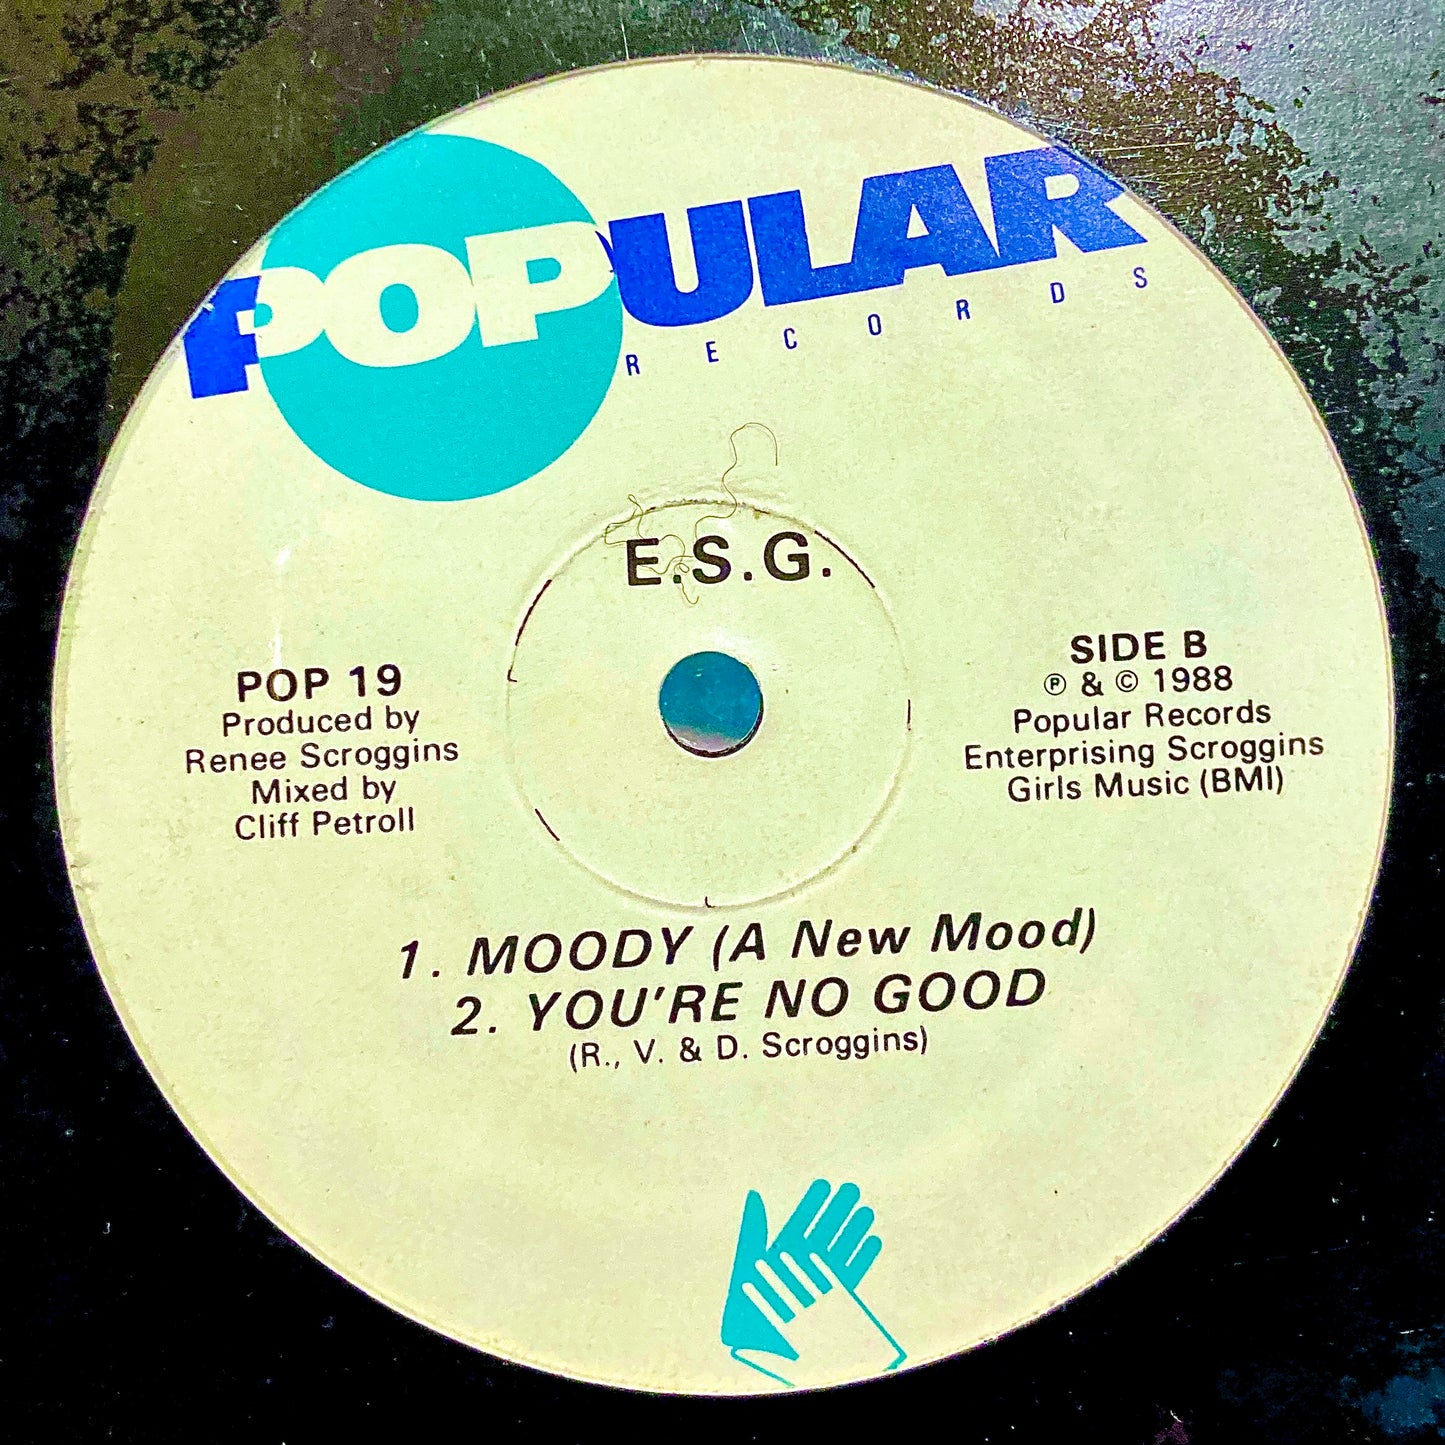 POPULAR
RECORDS
E.S.G.
POP 19
Produced by
Renee Scroggins
Mixed by
Cliff Petroll
SIDE B
℗ & © 1988
Popular Records
Enterprising Scroggins
Girls Music (BMI)
1. MOODY (A New Mood)
2. YOU'RE NO GOOD
(R., V. & D. Scroggins)